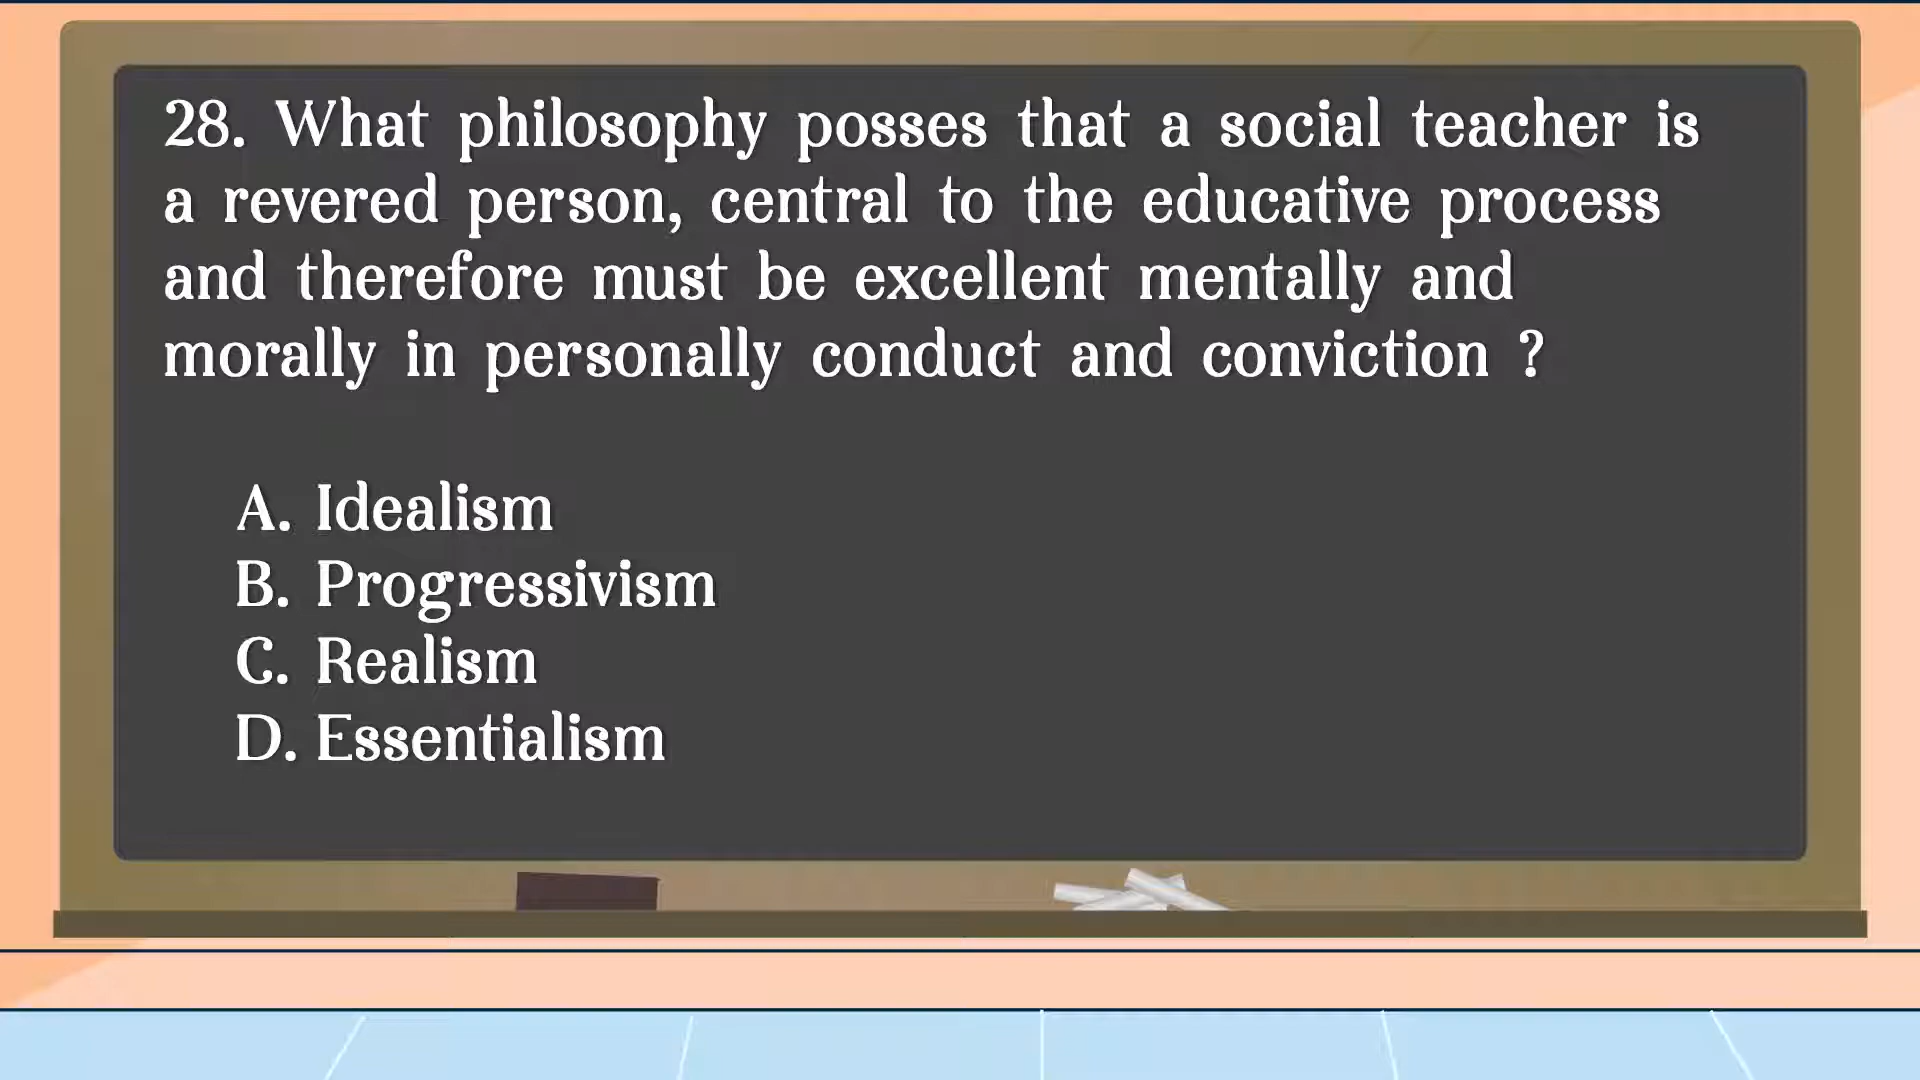 28. What philosophy posses that a social teacher is
a revered person, central to the educative process
and therefore must be excellent mentally and
morally in personally conduct and conviction ?
A. Idealism
B. Progressivism
C. Realism
D. Essentialism